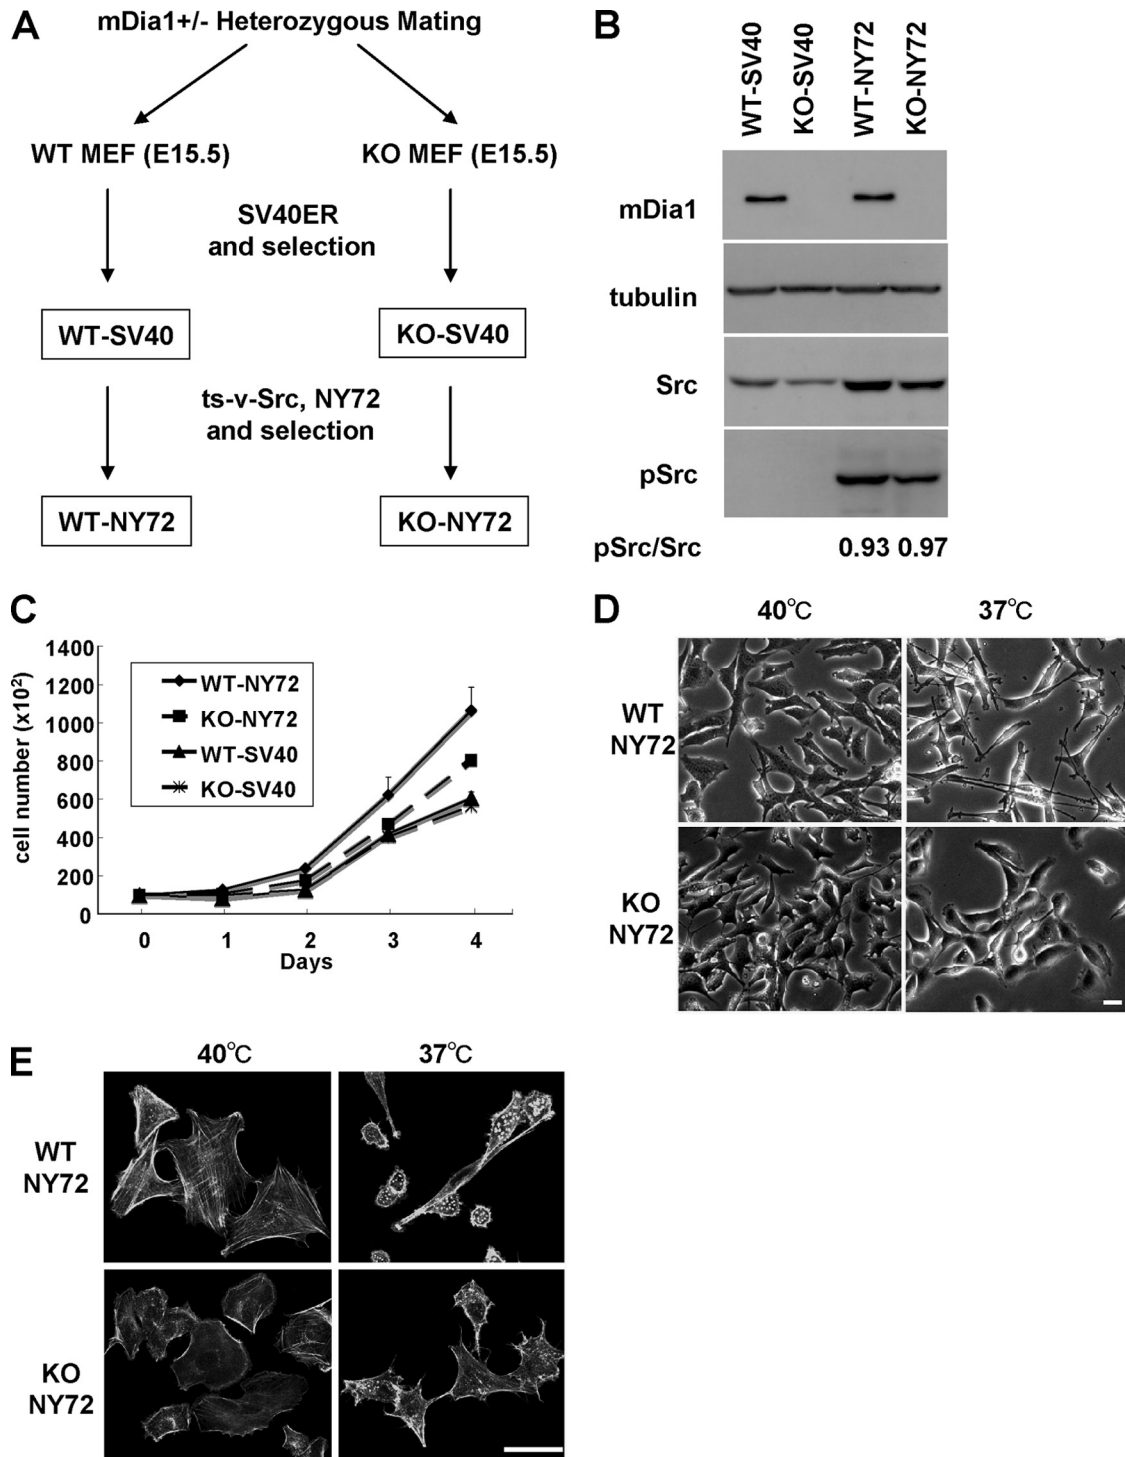 A
mDia1+/- Heterozygous Mating
WT MEF (E15.5)
KO MEF (E15.5)
SV40ER
and selection
WT-SV40
KO-SV40
ts-v-Src, NY72
and selection
WT-NY72
KO-NY72
B
WT-SV40
KO-SV40
WT-NY72
KO-NY72
mDia1
tubulin
Src
pSrc
pSrc/Src
0.93 0.97
C
cell number (x10²)
1400
1200
1000
800
600
400
200
0
WT-NY72
KO-NY72
WT-SV40
KO-SV40
0 1 2 3 4
Days
D
40°C
37°C
WT
NY72
KO
NY72
E
40°C
37°C
WT
NY72
KO
NY72